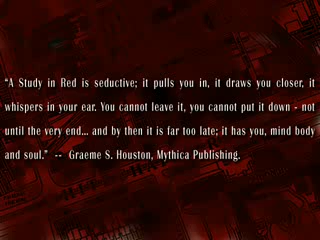 “A Study in Red is seductive; it pulls you in, it draws you closer, it
whispers in your ear. You cannot leave it, you cannot put it down - not
until the very end... and by then it is far too late; it has you, mind body
and soul.” -- Graeme S. Houston, Mythica Publishing.